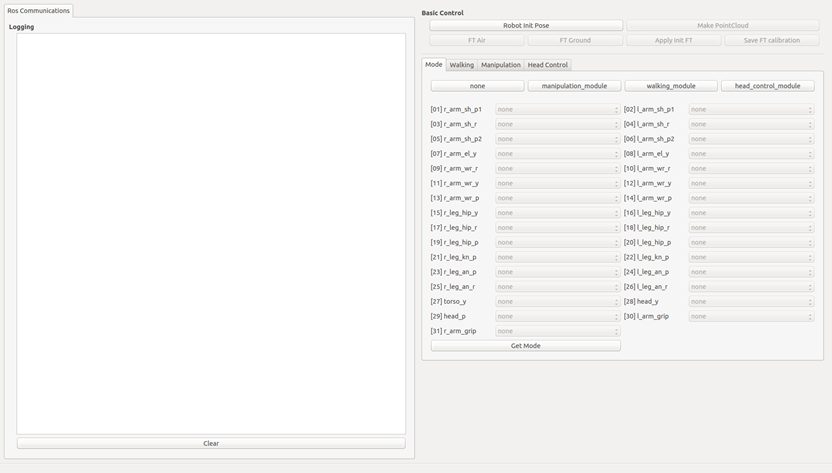 Ros Communications
Logging
Clear
Basic Control
Robot Init Pose Make PointCloud
FT Air FT Ground Apply Init FT Save FT calibration
Mode Walking Manipulation Head Control
none manipulation_module walking_module head_control_module
[01] r_arm_sh_p1 none [02] l_arm_sh_p1 none
[03] r_arm_sh_r none [04] l_arm_sh_r none
[05] r_arm_sh_p2 none [06] l_arm_sh_p2 none
[07] r_arm_el_y none [08] l_arm_el_y none
[09] r_arm_wr_r none [10] l_arm_wr_r none
[11] r_arm_wr_y none [12] l_arm_wr_y none
[13] r_arm_wr_p none [14] l_arm_wr_p none
[15] r_leg_hip_y none [16] l_leg_hip_y none
[17] r_leg_hip_r none [18] l_leg_hip_r none
[19] r_leg_hip_p none [20] l_leg_hip_p none
[21] r_leg_kn_p none [22] l_leg_kn_p none
[23] r_leg_an_p none [24] l_leg_an_p none
[25] r_leg_an_r none [26] l_leg_an_r none
[27] torso_y none [28] head_y none
[29] head_p none [30] l_arm_grip none
[31] r_arm_grip none
Get Mode